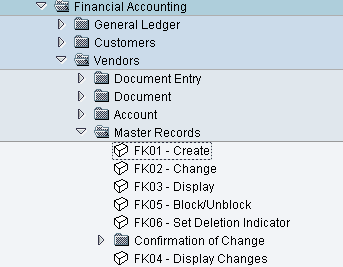 Financial Accounting
General Ledger
Customers
Vendors
Document Entry
Document
Account
Master Records
FK01 - Create
FK02 - Change
FK03 - Display
FK05 - Block/Unblock
FK06 - Set Deletion Indicator
Confirmation of Change
FK04 - Display Changes